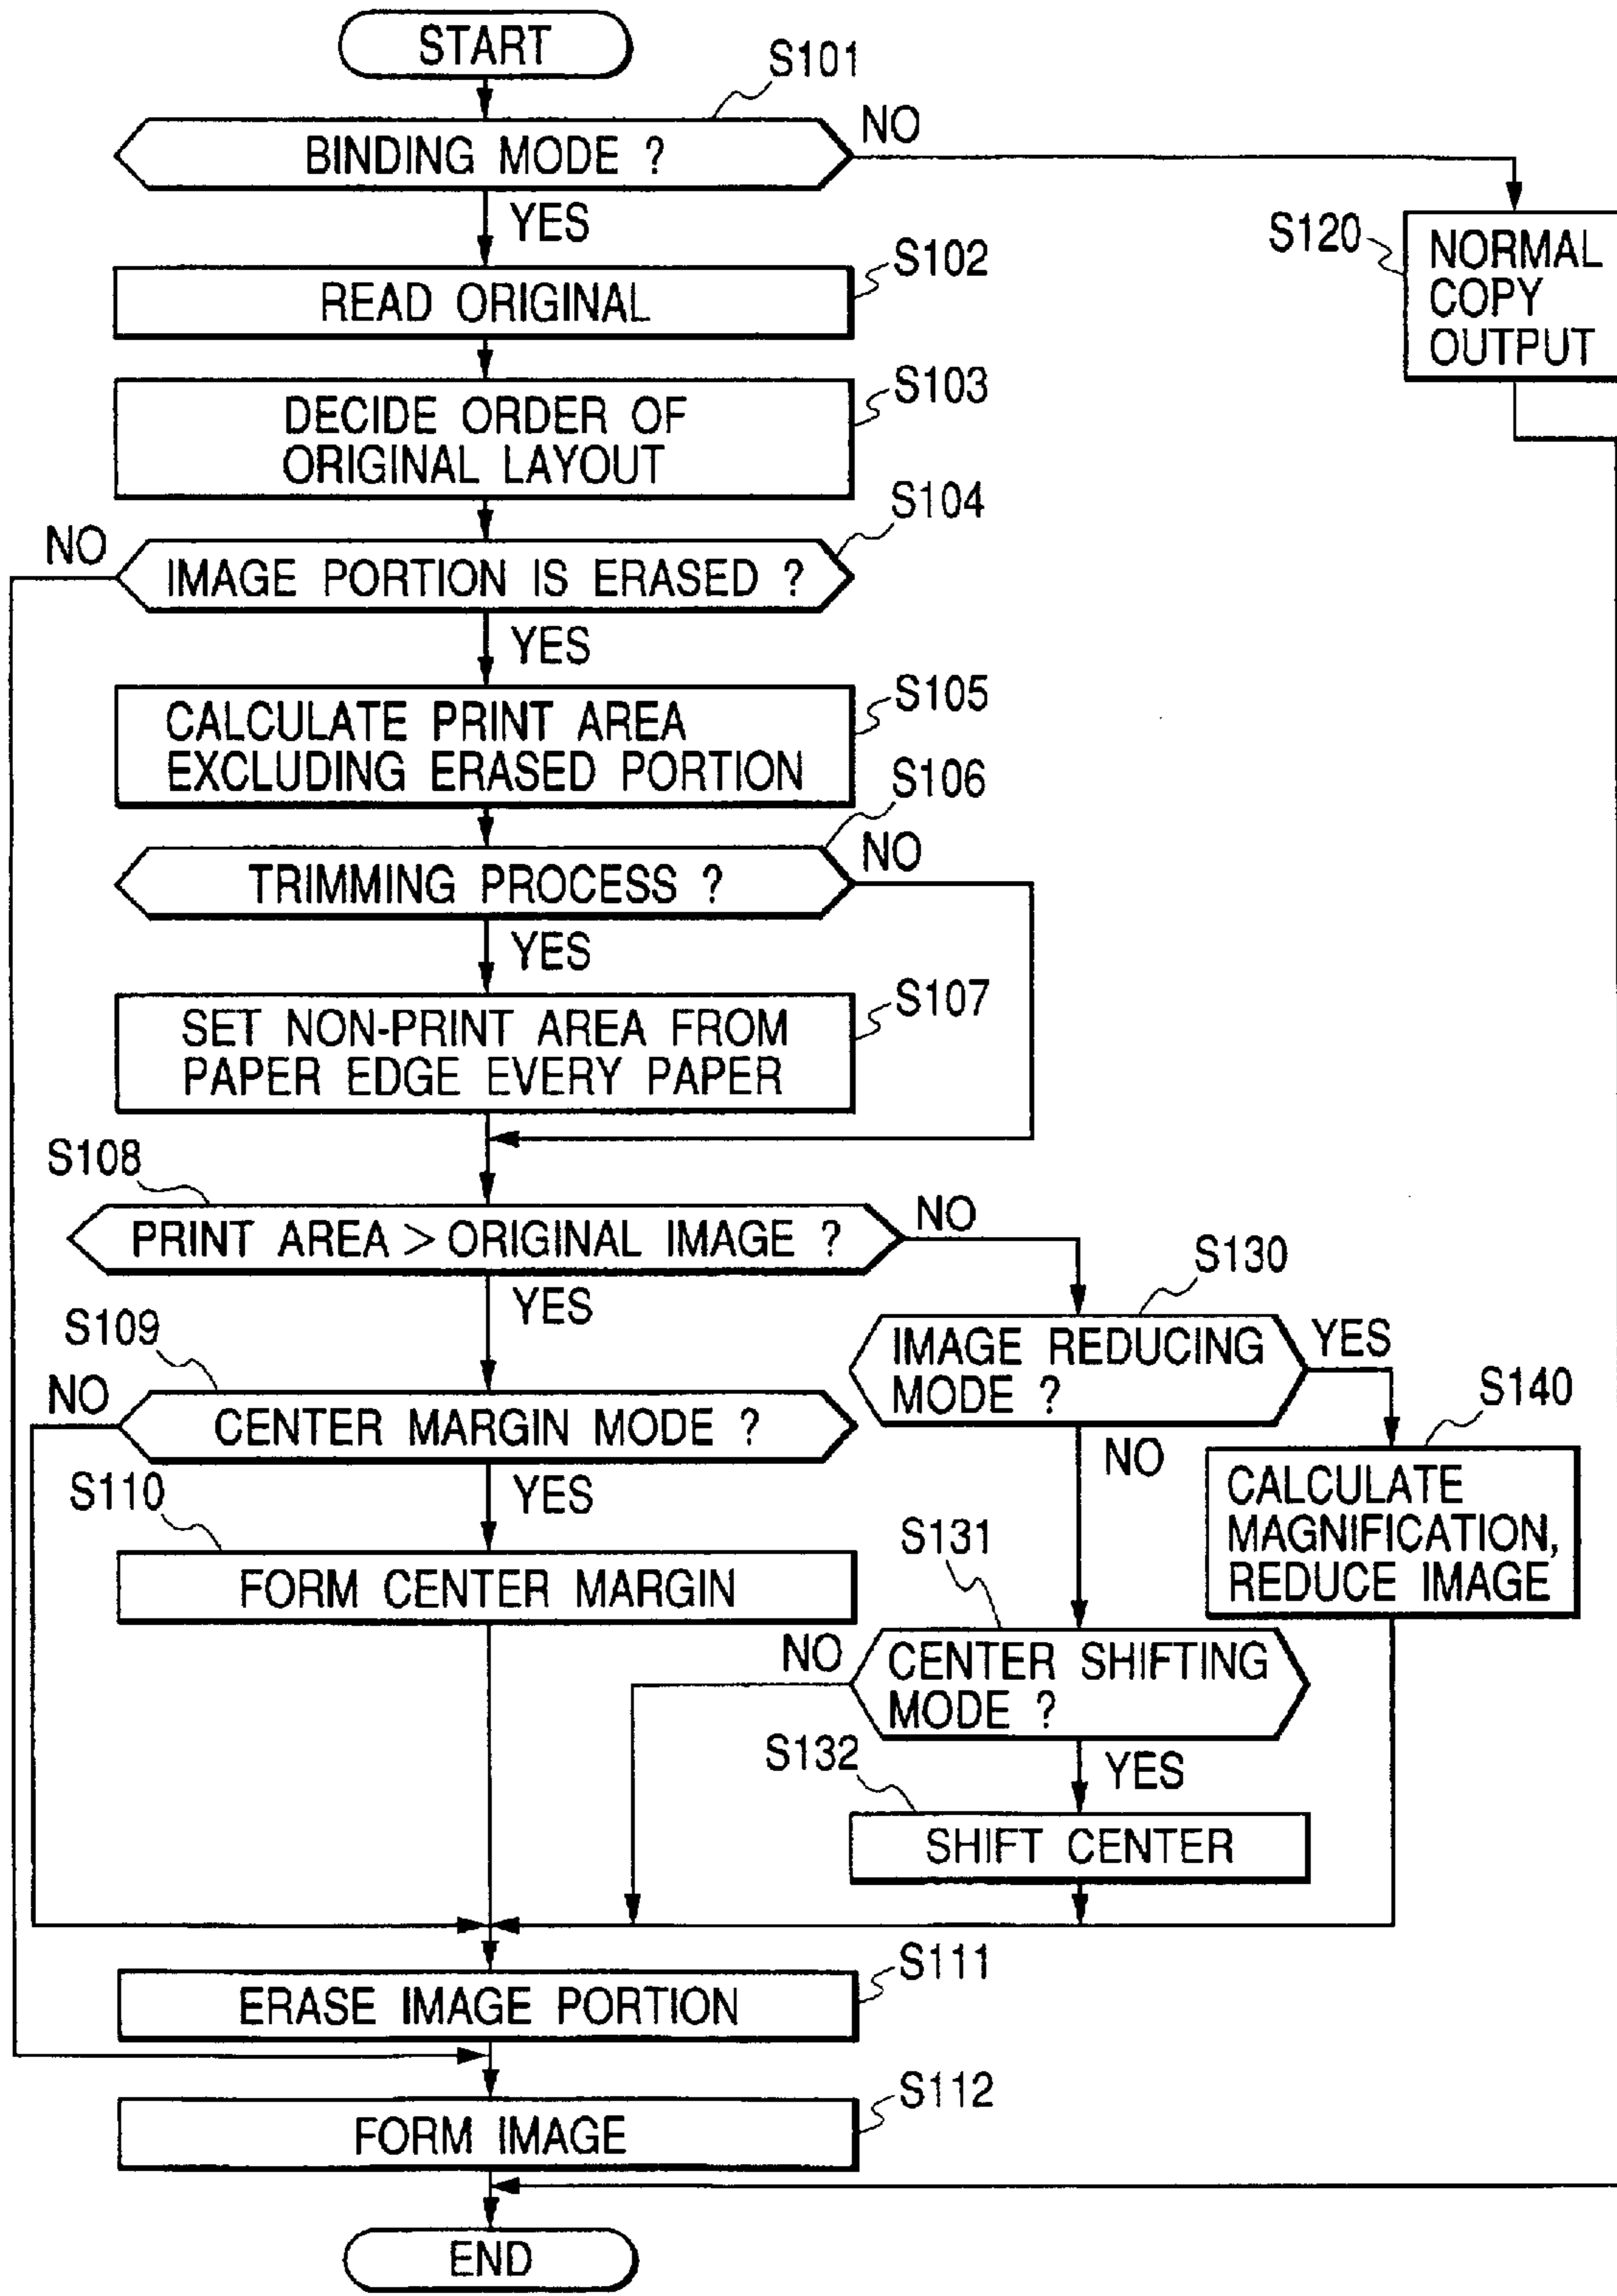 START
S101
BINDING MODE ?
NO
YES
S120
NORMAL
COPY
OUTPUT
S102
READ ORIGINAL
S103
DECIDE ORDER OF
ORIGINAL LAYOUT
S104
NO
IMAGE PORTION IS ERASED ?
YES
S105
CALCULATE PRINT AREA
EXCLUDING ERASED PORTION
S106
TRIMMING PROCESS ?
NO
YES
S107
SET NON-PRINT AREA FROM
PAPER EDGE EVERY PAPER
S108
PRINT AREA > ORIGINAL IMAGE ?
NO
YES
S130
IMAGE REDUCING
MODE ?
YES
NO
S109
NO
CENTER MARGIN MODE ?
YES
S140
CALCULATE
MAGNIFICATION,
REDUCE IMAGE
S110
FORM CENTER MARGIN
S131
NO
CENTER SHIFTING
MODE ?
YES
S132
SHIFT CENTER
S111
ERASE IMAGE PORTION
S112
FORM IMAGE
END